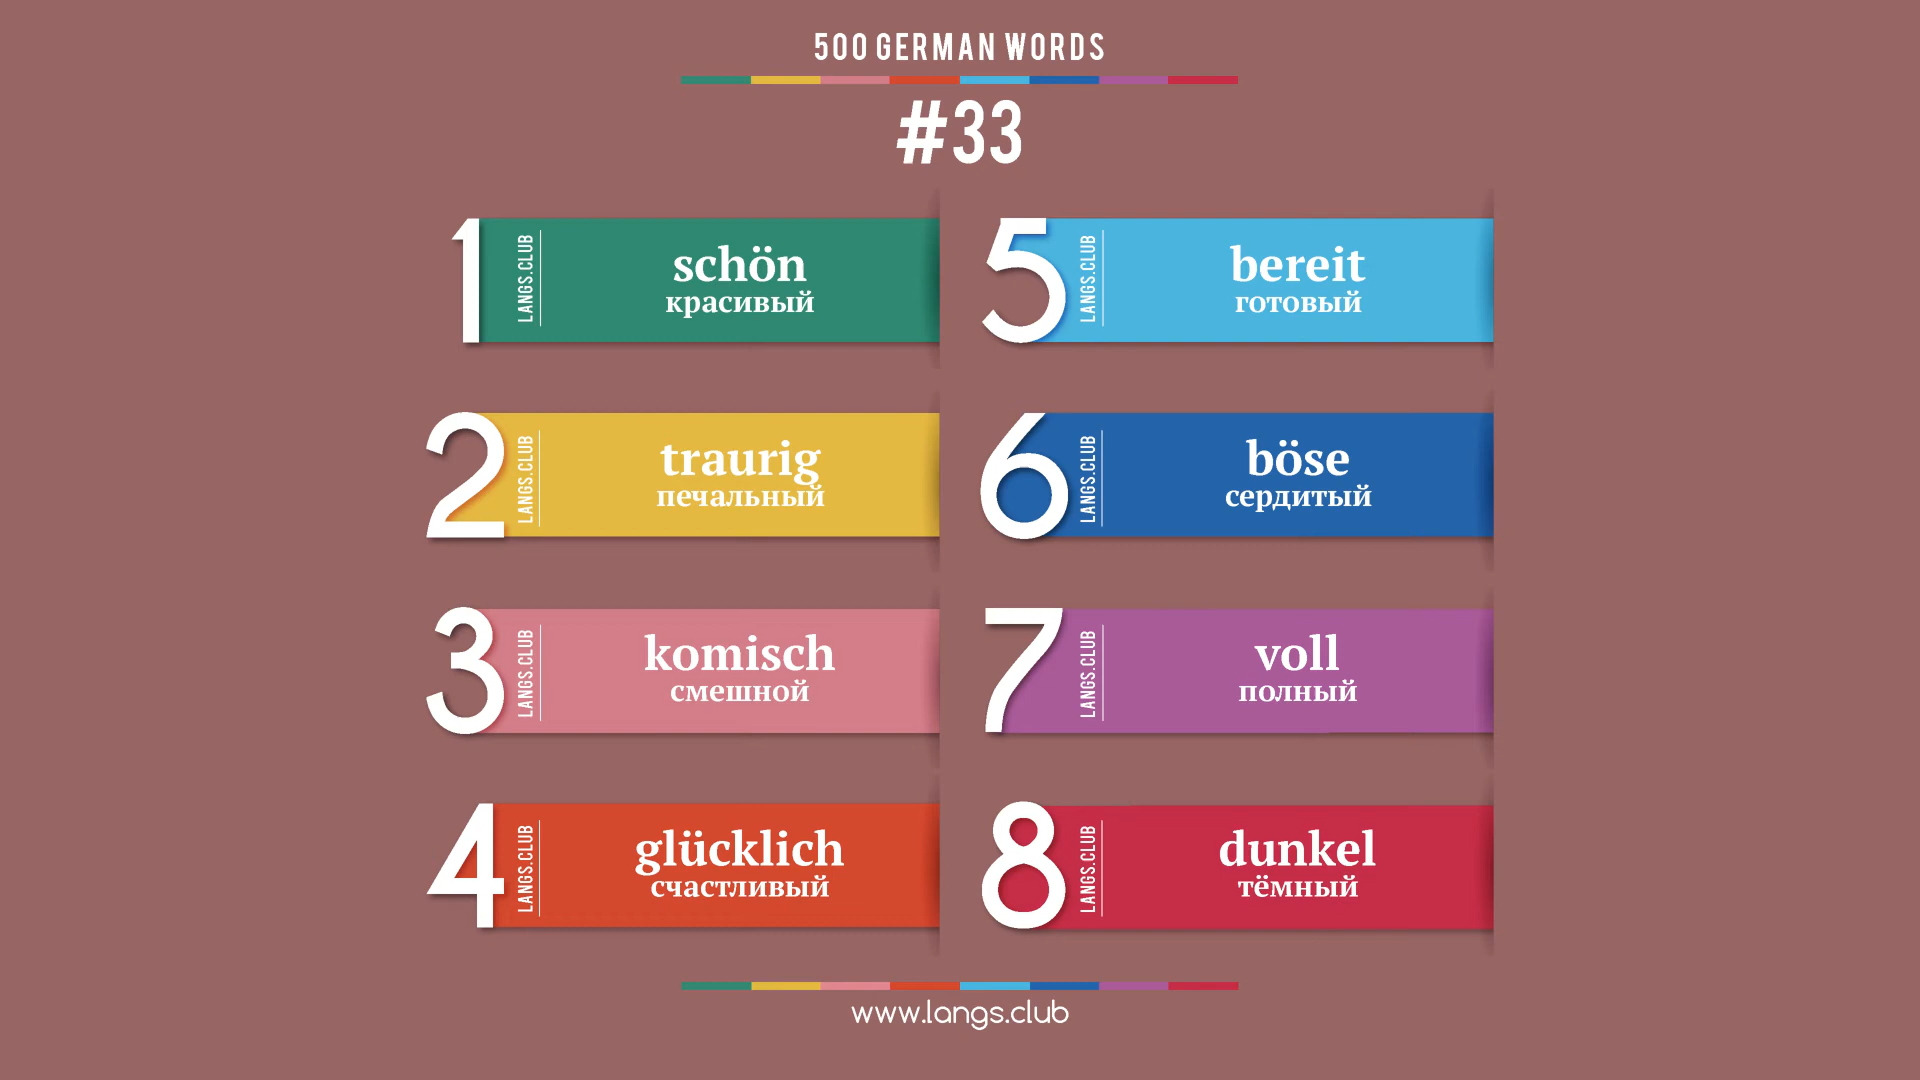 500 GERMAN WORDS
#33
1
LANGS.CLUB
schön
красивый
2
LANGS.CLUB
traurig
печальный
3
LANGS.CLUB
komisch
смешной
4
LANGS.CLUB
glücklich
счастливый
5
LANGS.CLUB
bereit
готовый
6
LANGS.CLUB
böse
сердитый
7
LANGS.CLUB
voll
полный
8
LANGS.CLUB
dunkel
тёмный
www.langs.club